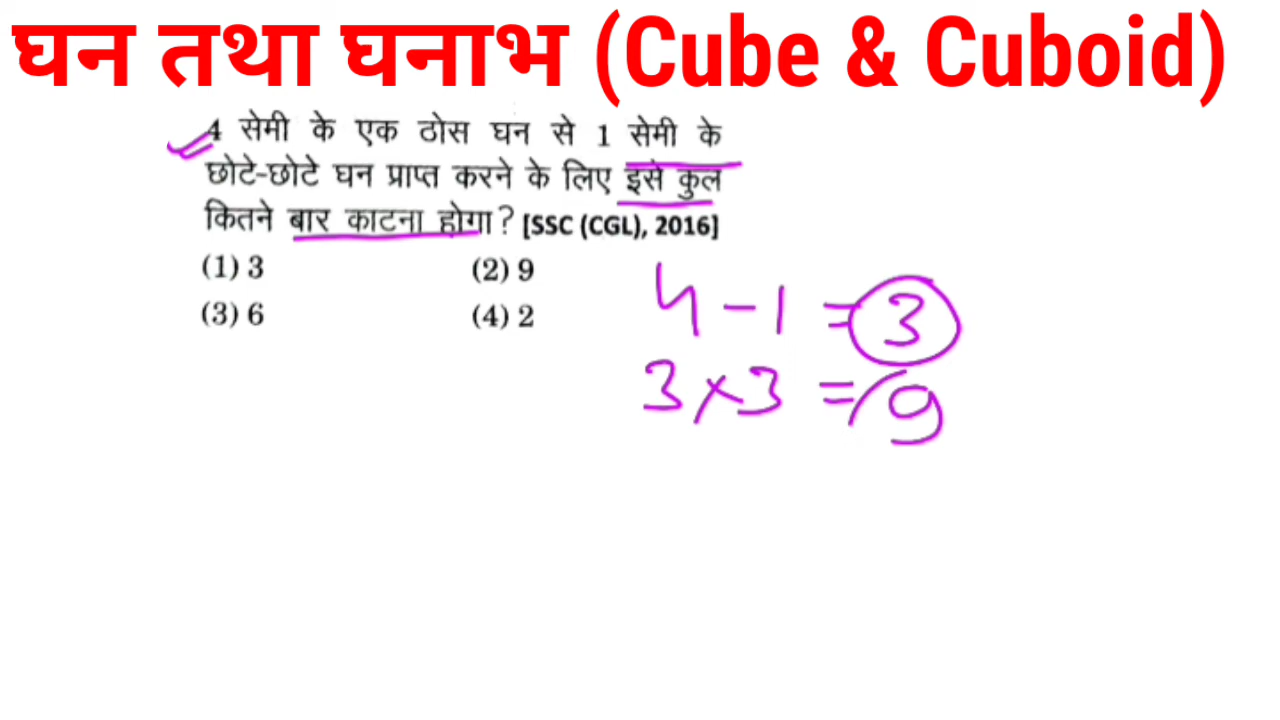 घन तथा घनाभ (Cube & Cuboid)
4 सेमी के एक ठोस घन से 1 सेमी के
छोटे-छोटे घन प्राप्त करने के लिए इसे कुल
कितने बार काटना होगा? [SSC (CGL), 2016]
(1) 3 (2) 9
(3) 6 (4) 2
4 - 1 = 3
3 x 3 = 9